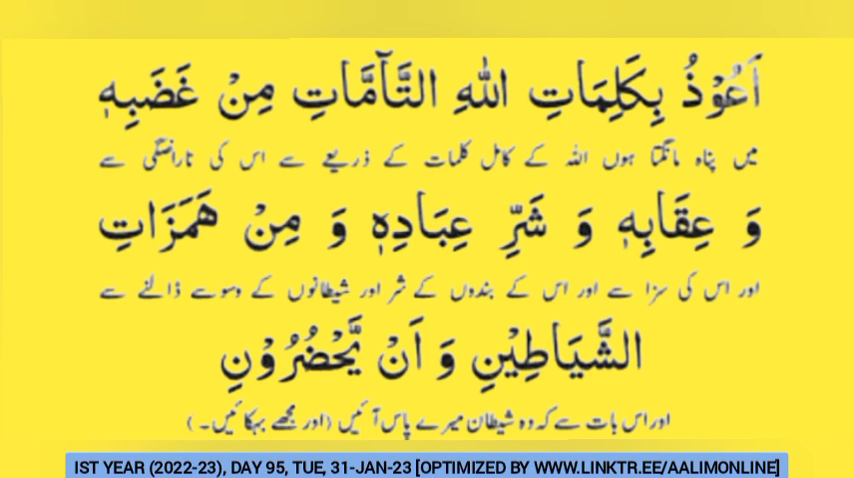 اَعُوْذُ بِكَلِمَاتِ اللهِ التَّآمَّاتِ مِنْ غَضَبِهٖ
میں پناہ مانگتا ہوں اللہ کے کامل کلمات کے ذریعے سے اس کی ناراضگی سے
وَ عِقَابِهٖ وَ شَرِّ عِبَادِهٖ وَ مِنْ هَمَزَاتِ
اور اس کی سزا سے اور اس کے بندوں کے شر اور شیطانوں کے وسوسے ڈالنے سے
الشَّيَاطِيْنِ وَ اَنْ يَّحْضُرُوْنِ
اور اس بات سے کہ وہ شیطان میرے پاس آئیں (اور مجھے بہکائیں۔)
IST YEAR (2022-23), DAY 95, TUE, 31-JAN-23 [OPTIMIZED BY WWW.LINKTR.EE/AALIMONLINE]